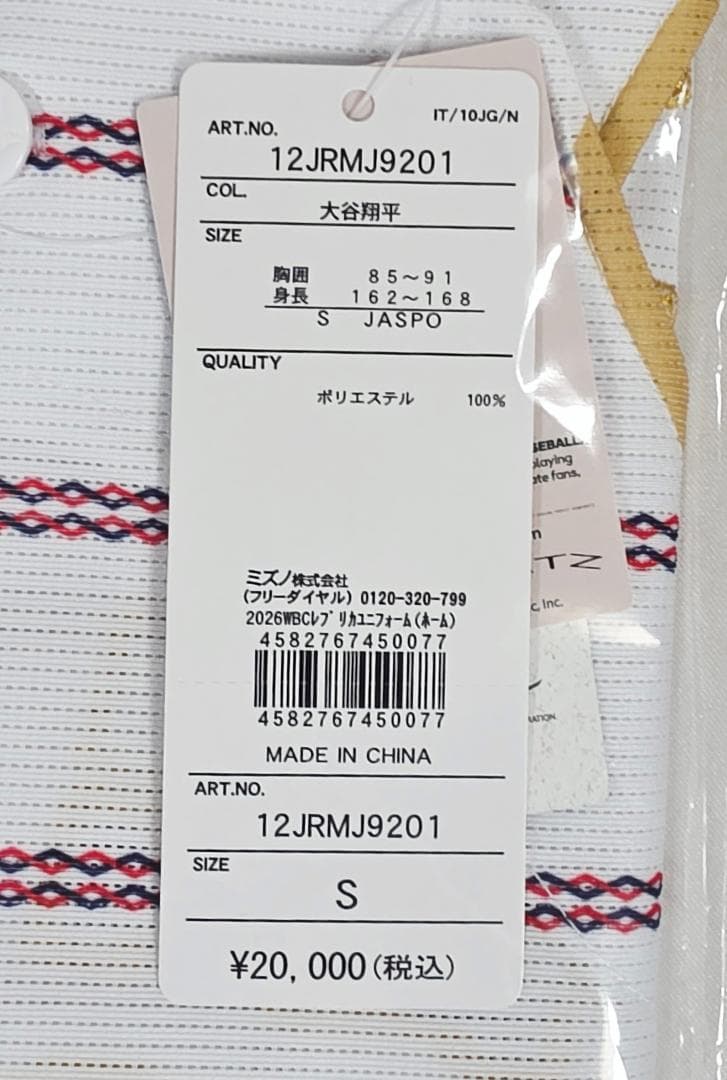 IT/10JG/N
ART.NO.
12JRMJ9201
COL.
大谷翔平
SIZE
胸囲 85～91
身長 162～168
S JASPO
QUALITY
ポリエステル 100%
ミズノ株式会社
(フリーダイヤル) 0120-320-799
2026WBCﾚﾌﾟﾘｶﾕﾆﾌｫｰﾑ(ﾎｰﾑ)
4582767450077
4582767450077
MADE IN CHINA
ART.NO.
12JRMJ9201
SIZE
S
¥20,000(税込)
playing
fans,
TZ
Inc.